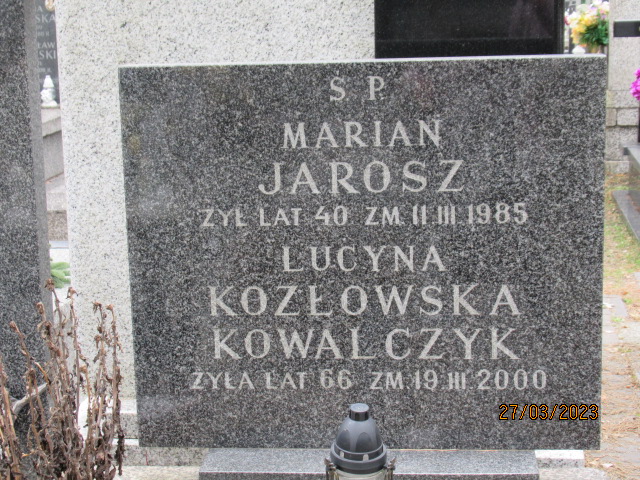 Ś P
MARIAN
JAROSZ
ŻYŁ LAT 40 ZM. 11 III 1985
LUCYNA
KOZŁOWSKA
KOWALCZYK
ŻYŁA LAT 66 ZM. 19 III 2000
27/03/2023